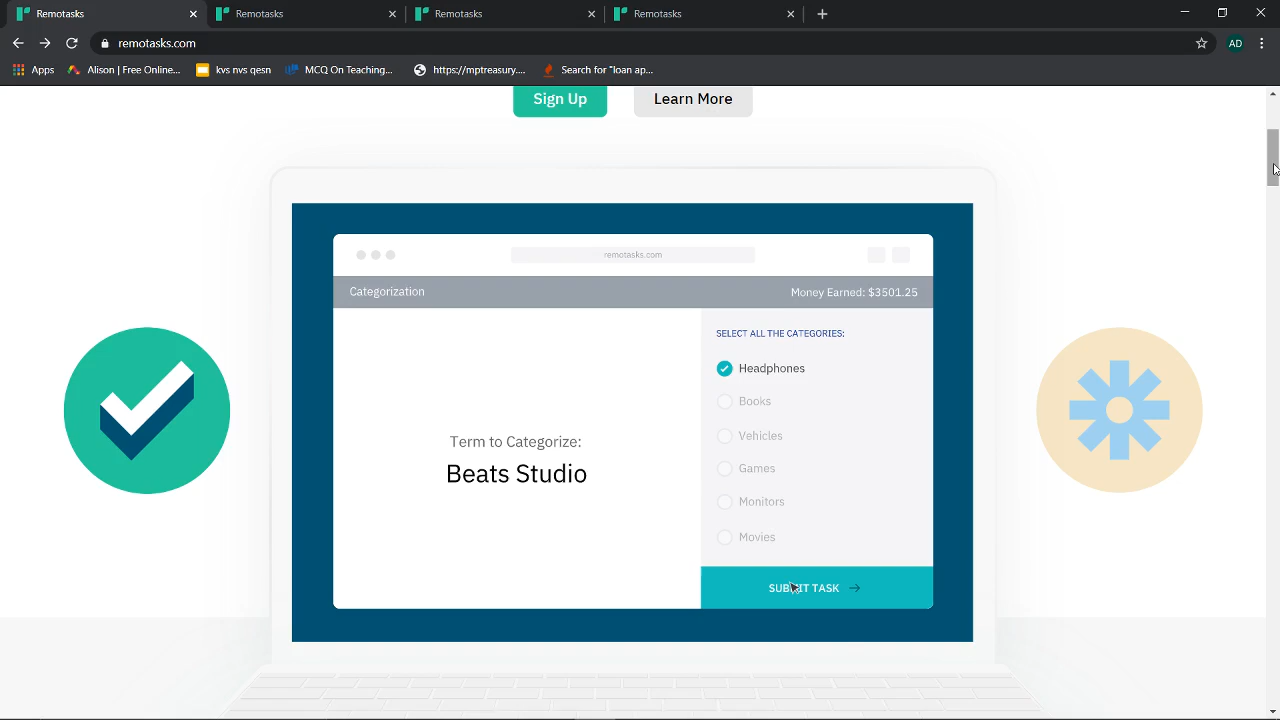 Remotasks Remotasks Remotasks Remotasks
remotasks.com AD
Apps Alison | Free Online... kvs nvs qesn MCQ On Teaching... https://mptreasury.... Search for "loan ap...
Sign Up Learn More
remotasks.com
Categorization Money Earned: $3501.25
SELECT ALL THE CATEGORIES:
Headphones
Books
Vehicles
Term to Categorize:
Beats Studio
Games
Monitors
Movies
SUBMIT TASK